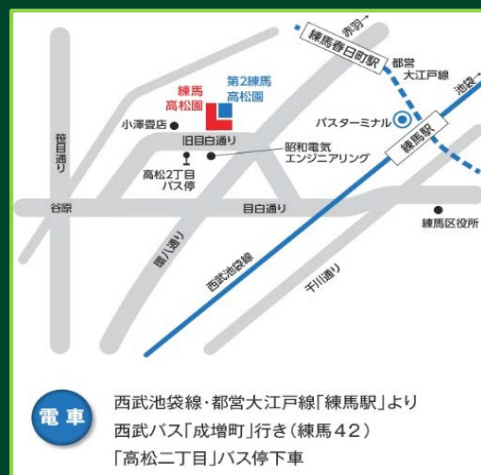 赤羽→
練馬春日町駅
都営
大江戸線
池袋→
第2練馬
高松園
練馬
高松園
小澤畳店
バスターミナル
練馬駅
旧目白通り
昭和電気
エンジニアリング
高松2丁目
バス停
笹目通り
谷原
目白通り
練馬区役所
環八通り
西武池袋線
千川通り
電車
西武池袋線・都営大江戸線「練馬駅」より
西武バス「成増町」行き(練馬42)
「高松二丁目」バス停下車